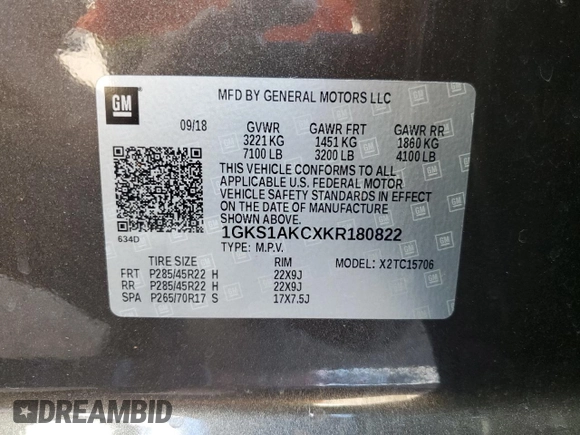 MFD BY GENERAL MOTORS LLC
GM
09/18 GVWR GAWR FRT GAWR RR
3221 KG 1451 KG 1860 KG
7100 LB 3200 LB 4100 LB
THIS VEHICLE CONFORMS TO ALL
APPLICABLE U.S. FEDERAL MOTOR
VEHICLE SAFETY STANDARDS IN EFFECT
ON THE DATE OF MANUFACTURE
SHOWN ABOVE.
634D
1GKS1AKCXKR180822
TYPE: M.P.V.
TIRE SIZE RIM MODEL: X2TC15706
FRT P285/45R22 H 22X9J
RR P285/45R22 H 22X9J
SPA P265/70R17 S 17X7.5J
DREAMBID